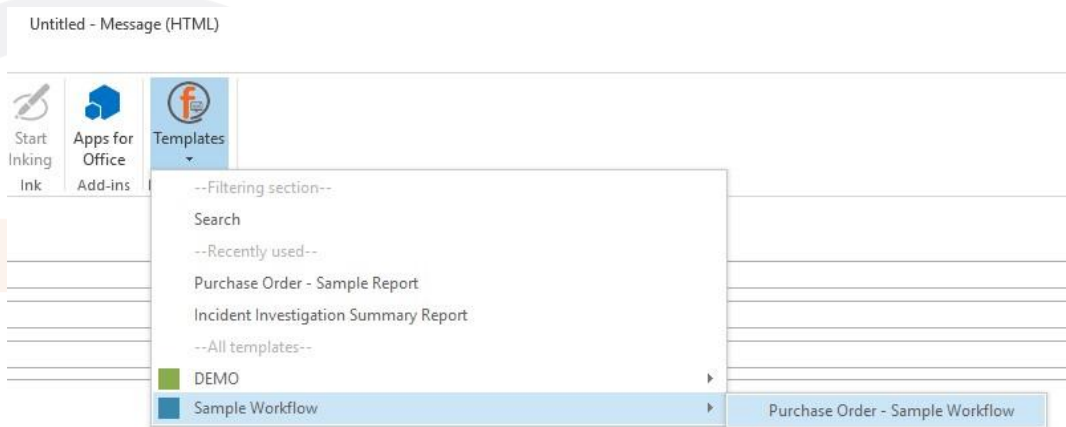 Untitled - Message (HTML)
Start Inking
Apps for Office
Templates
Ink
Add-ins
--Filtering section--
Search
--Recently used--
Purchase Order - Sample Report
Incident Investigation Summary Report
--All templates--
DEMO
Sample Workflow
Purchase Order - Sample Workflow